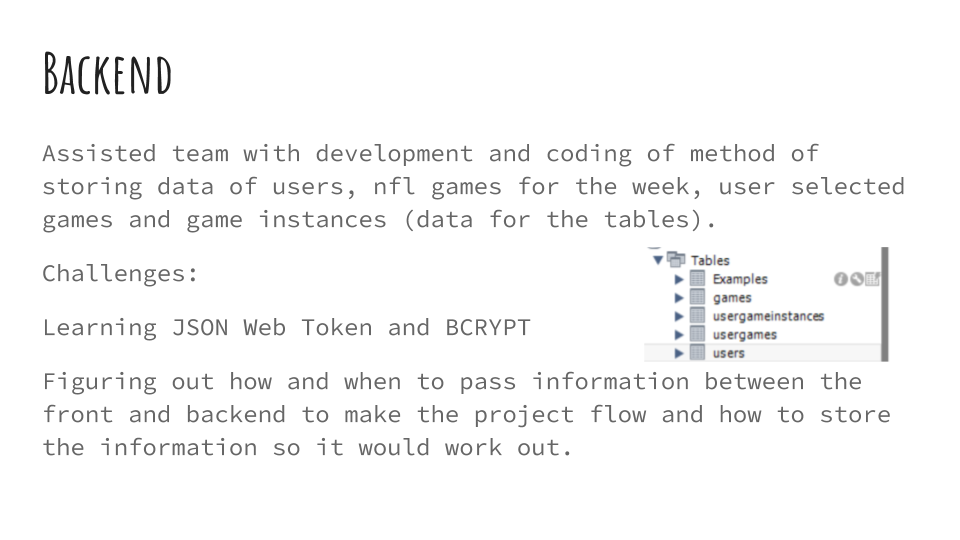 Backend
Assisted team with development and coding of method of
storing data of users, nfl games for the week, user selected
games and game instances (data for the tables).
Challenges:
Learning JSON Web Token and BCRYPT
Figuring out how and when to pass information between the
front and backend to make the project flow and how to store
the information so it would work out.
Tables
Examples
games
usergameinstances
usergames
users